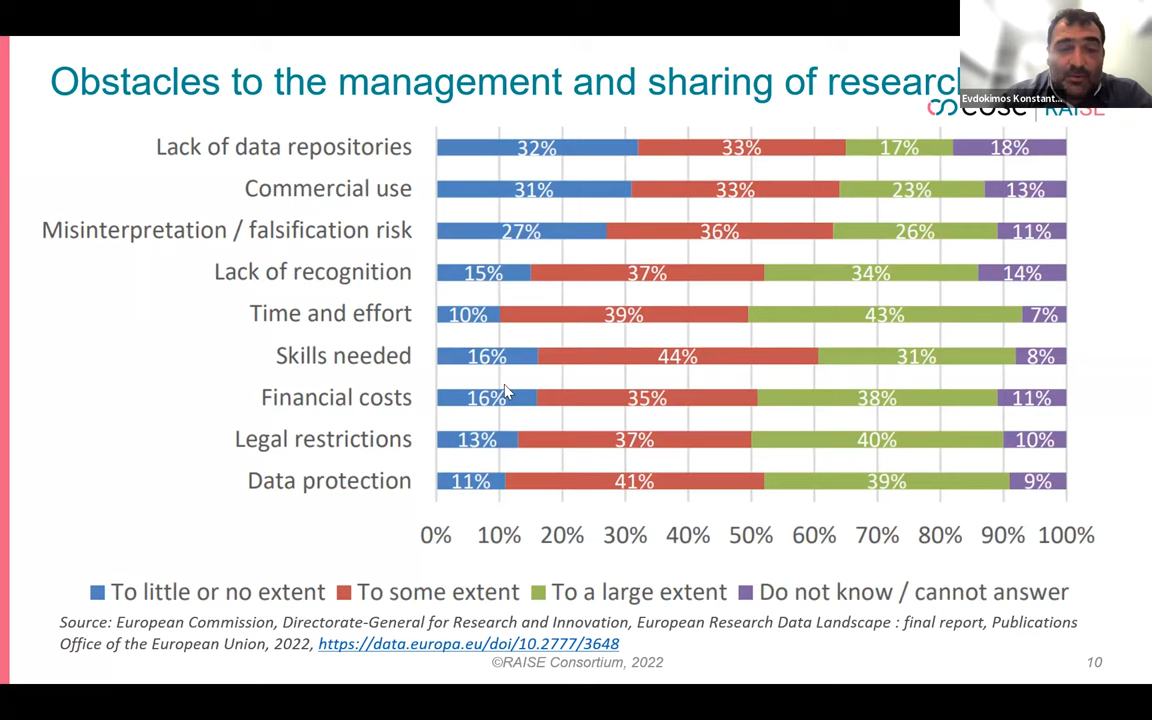 Obstacles to the management and sharing of research
Evdokimos Konstant...
EOSC | RAISE
Lack of data repositories 32% 33% 17% 18%
Commercial use 31% 33% 23% 13%
Misinterpretation / falsification risk 27% 36% 26% 11%
Lack of recognition 15% 37% 34% 14%
Time and effort 10% 39% 43% 7%
Skills needed 16% 44% 31% 8%
Financial costs 16% 35% 38% 11%
Legal restrictions 13% 37% 40% 10%
Data protection 11% 41% 39% 9%
0% 10% 20% 30% 40% 50% 60% 70% 80% 90% 100%
To little or no extent To some extent To a large extent Do not know / cannot answer
Source: European Commission, Directorate-General for Research and Innovation, European Research Data Landscape : final report, Publications
Office of the European Union, 2022, https://data.europa.eu/doi/10.2777/3648
©RAISE Consortium, 2022
10